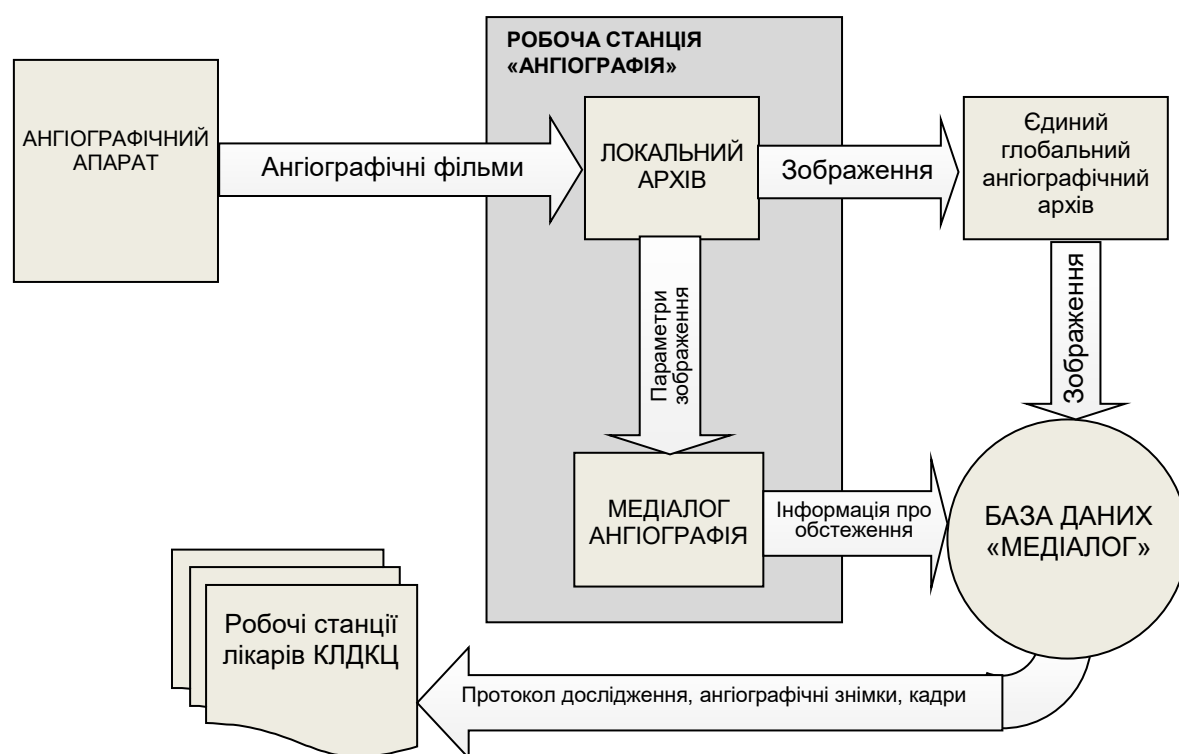 РОБОЧА СТАНЦІЯ
«АНГІОГРАФІЯ»
АНГІОГРАФІЧНИЙ
АПАРАТ
Ангіографічні фільми
ЛОКАЛЬНИЙ
АРХІВ
Зображення
Єдиний
глобальний
ангіографічний
архів
Параметри
зображення
Зображення
МЕДІАЛОГ
АНГІОГРАФІЯ
Інформація про
обстеження
БАЗА ДАНИХ
«МЕДІАЛОГ»
Робочі станції
лікарів КЛДКЦ
Протокол дослідження, ангіографічні знімки, кадри